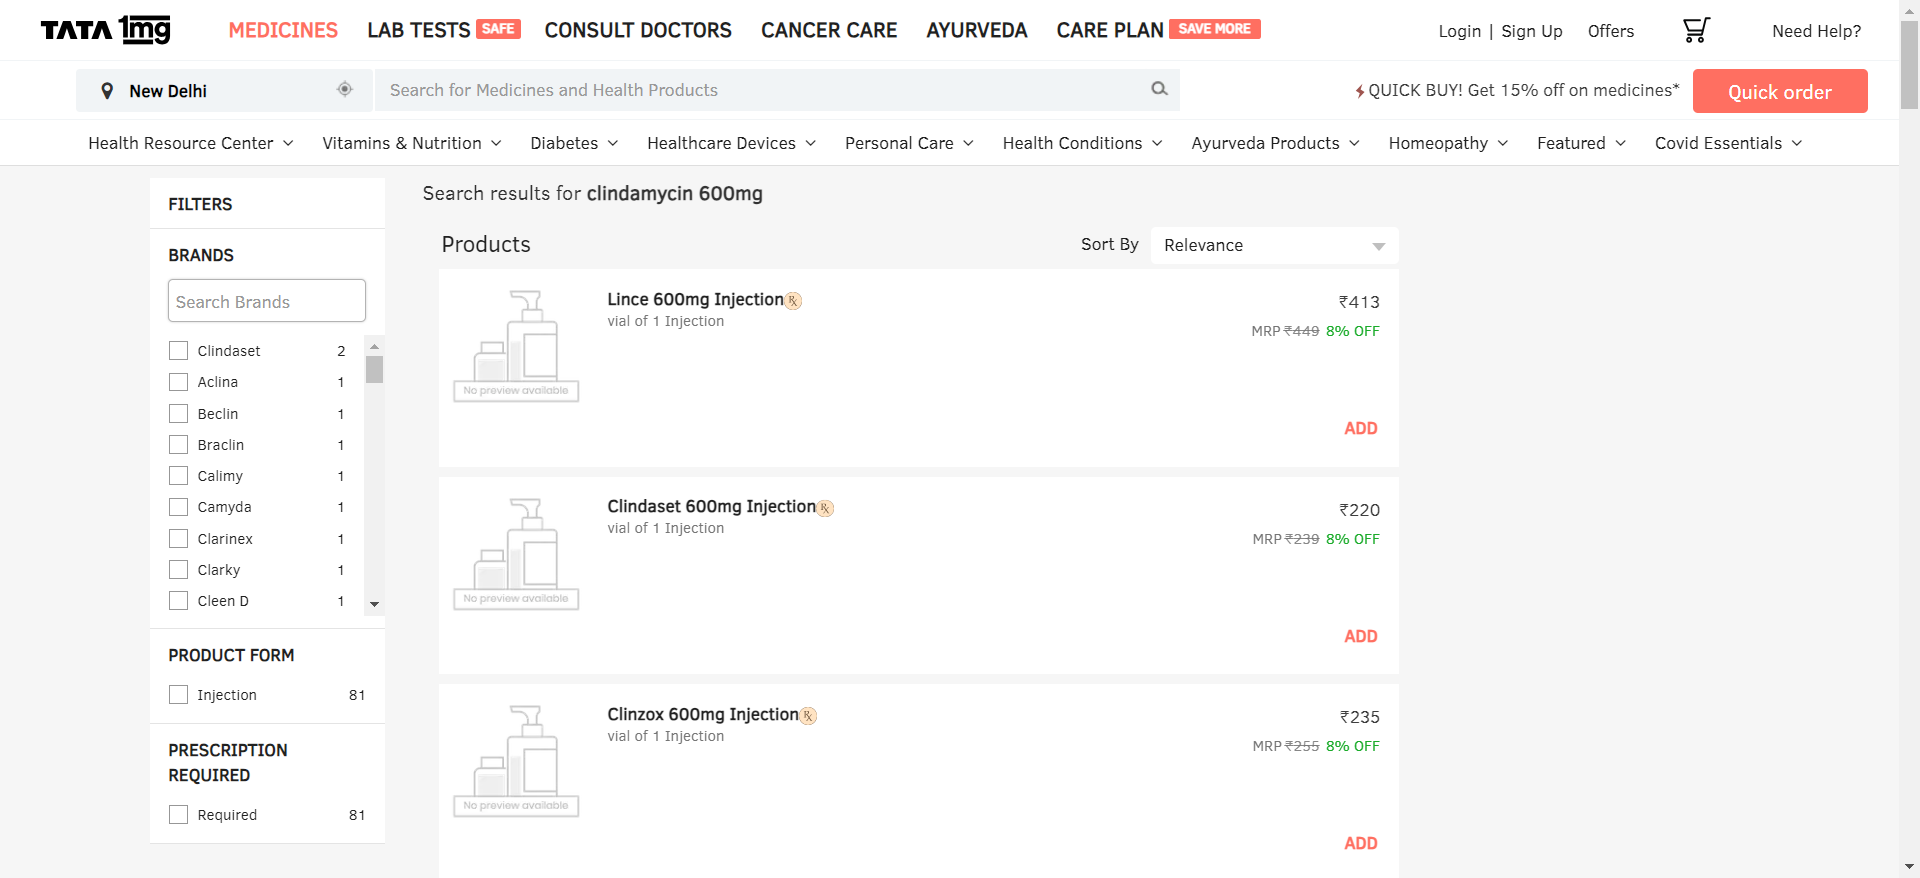 TATA 1mg
MEDICINES
LAB TESTS SAFE
CONSULT DOCTORS
CANCER CARE
AYURVEDA
CARE PLAN SAVE MORE
Login | Sign Up
Offers
Need Help?
New Delhi
Search for Medicines and Health Products
QUICK BUY! Get 15% off on medicines*
Quick order
Health Resource Center
Vitamins & Nutrition
Diabetes
Healthcare Devices
Personal Care
Health Conditions
Ayurveda Products
Homeopathy
Featured
Covid Essentials
FILTERS
BRANDS
Search Brands
Clindaset 2
Aclina 1
Beclin 1
Braclin 1
Calimy 1
Camyda 1
Clarinex 1
Clarky 1
Cleen D 1
PRODUCT FORM
Injection 81
PRESCRIPTION
REQUIRED
Required 81
Search results for clindamycin 600mg
Products
Sort By Relevance
No preview available
Lince 600mg Injection Rx
vial of 1 Injection
₹413
MRP ₹449 8% OFF
ADD
No preview available
Clindaset 600mg Injection Rx
vial of 1 Injection
₹220
MRP ₹239 8% OFF
ADD
No preview available
Clinzox 600mg Injection Rx
vial of 1 Injection
₹235
MRP ₹255 8% OFF
ADD